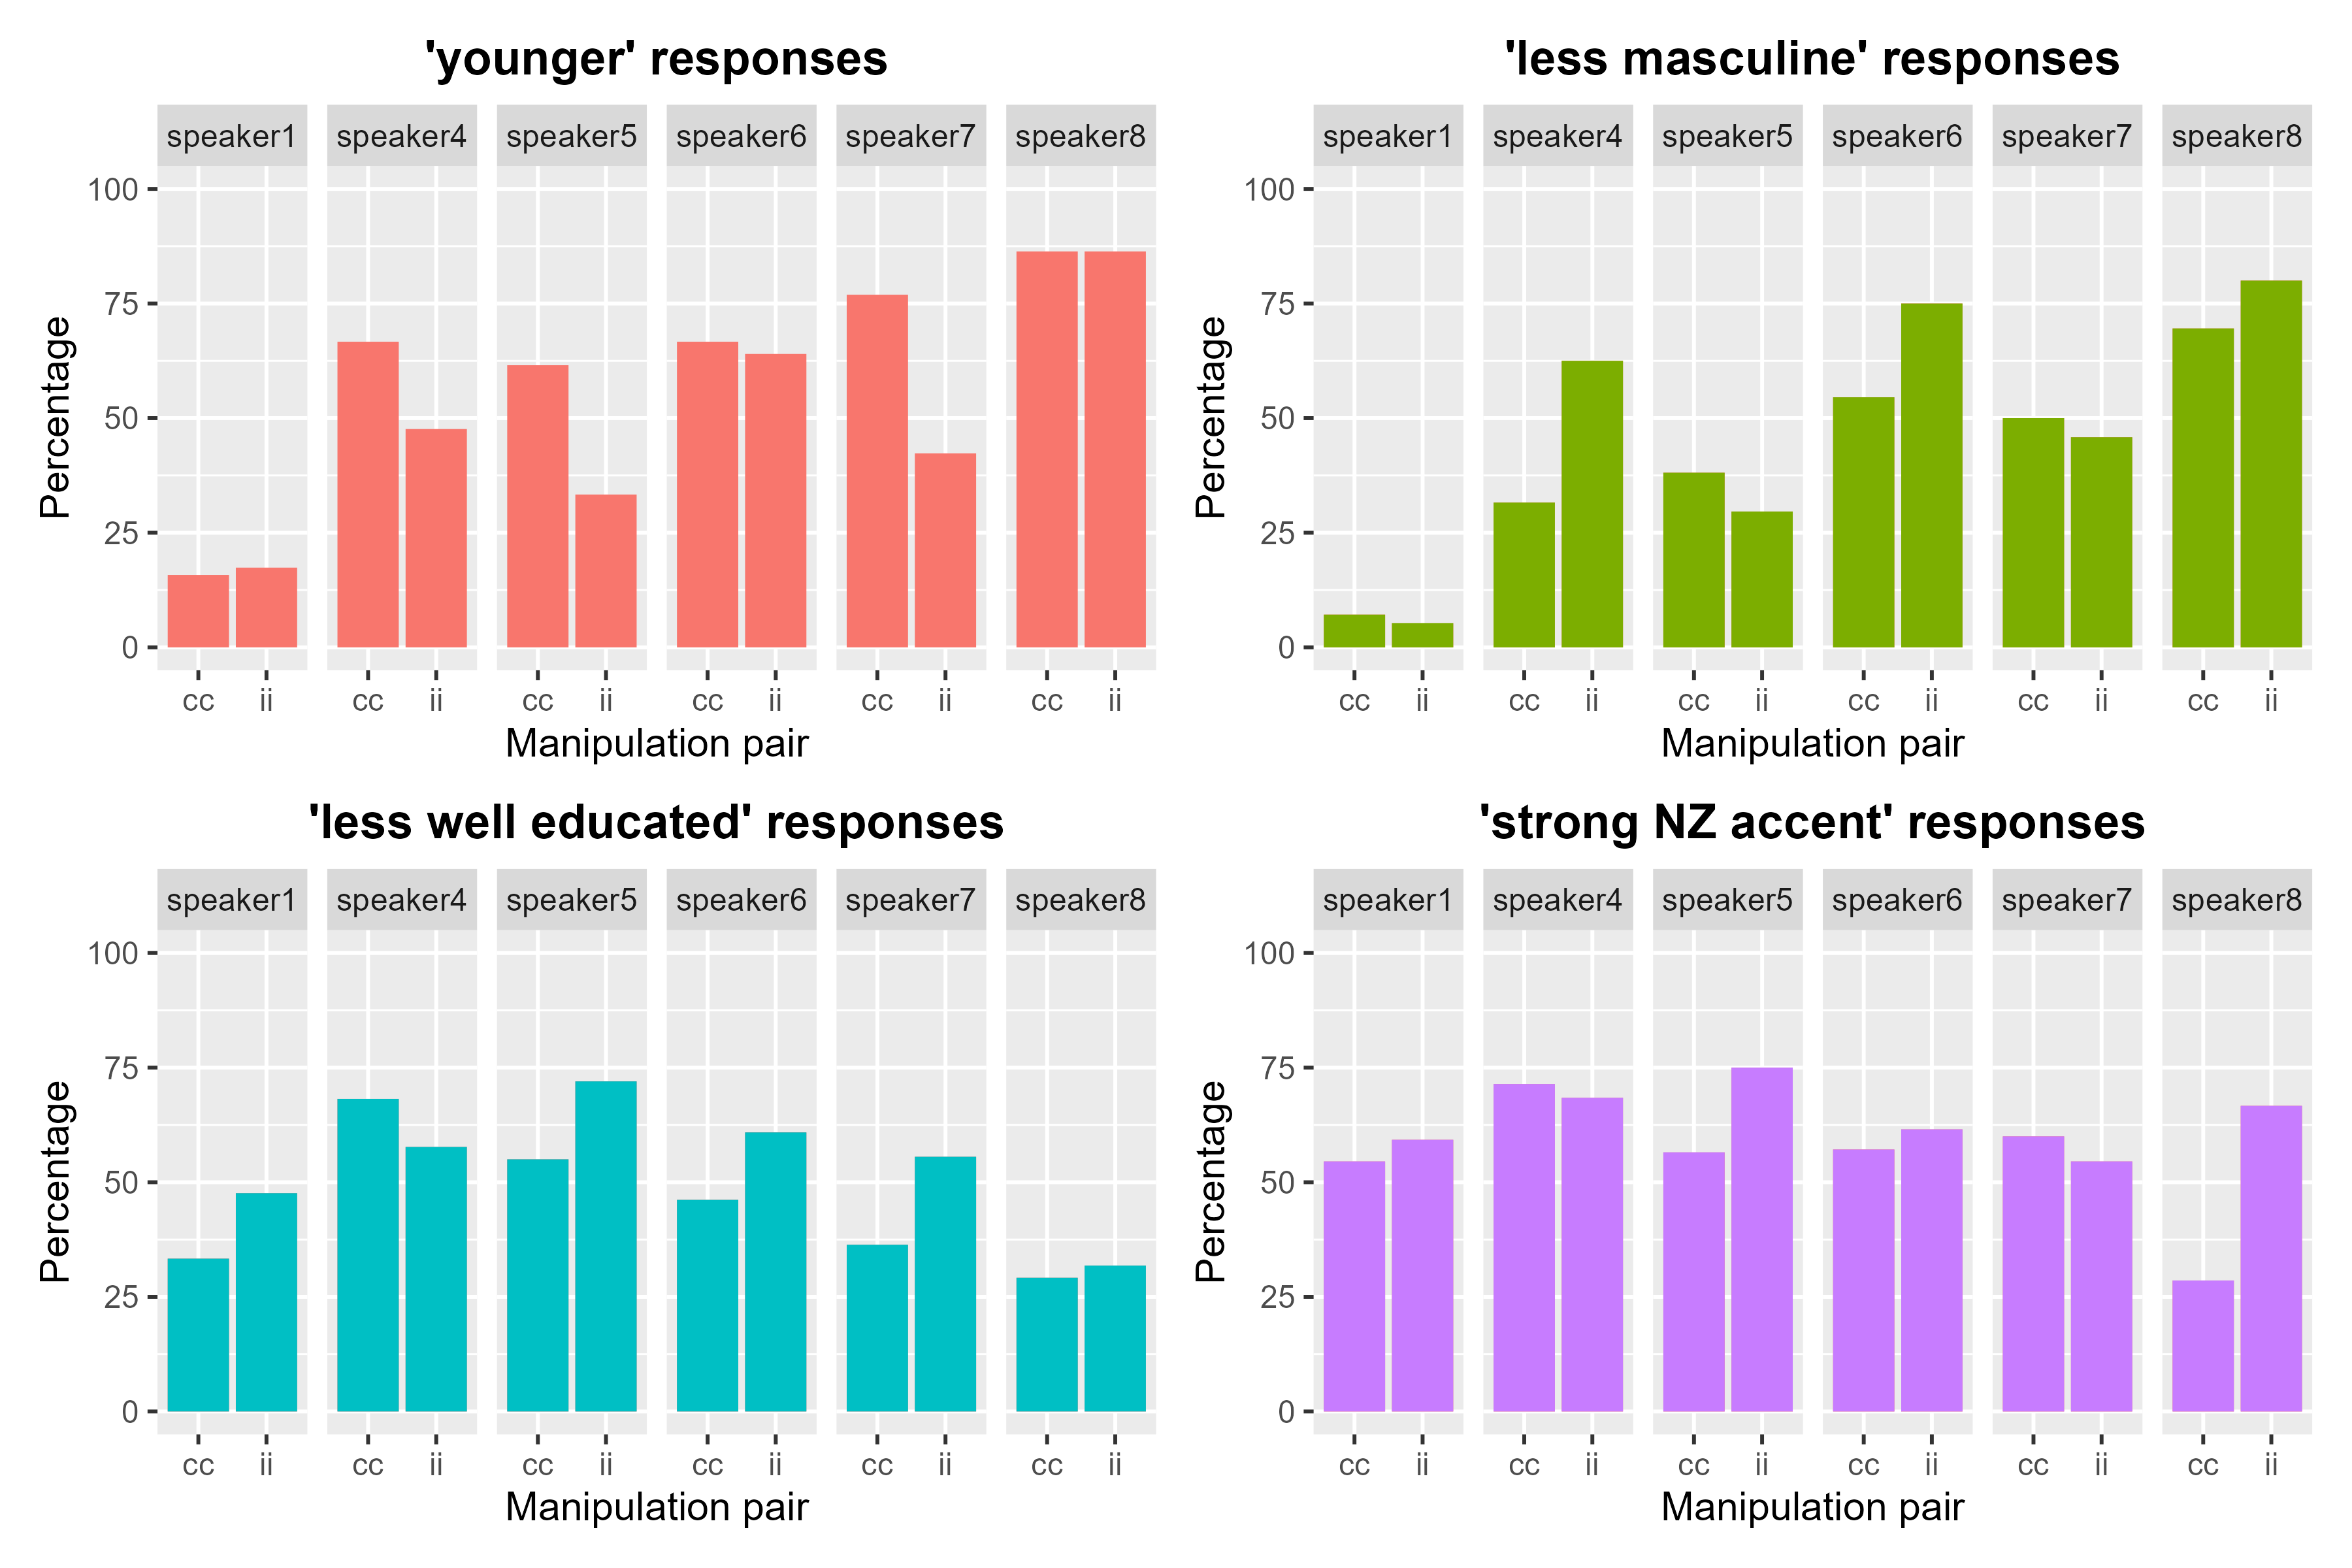 'younger' responses
speaker1 speaker4 speaker5 speaker6 speaker7 speaker8
100
75
50
25
0
Percentage
cc ii cc ii cc ii cc ii cc ii cc ii
Manipulation pair
'less masculine' responses
speaker1 speaker4 speaker5 speaker6 speaker7 speaker8
100
75
50
25
0
Percentage
cc ii cc ii cc ii cc ii cc ii cc ii
Manipulation pair
'less well educated' responses
speaker1 speaker4 speaker5 speaker6 speaker7 speaker8
100
75
50
25
0
Percentage
cc ii cc ii cc ii cc ii cc ii cc ii
Manipulation pair
'strong NZ accent' responses
speaker1 speaker4 speaker5 speaker6 speaker7 speaker8
100
75
50
25
0
Percentage
cc ii cc ii cc ii cc ii cc ii cc ii
Manipulation pair